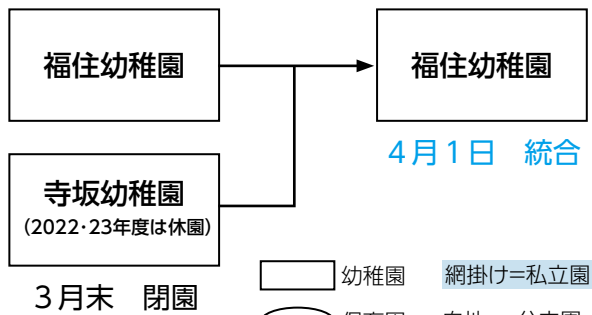 福住幼稚園
福住幼稚園
4月1日 統合
寺坂幼稚園
(2022・23年度は休園)
3月末 閉園
幼稚園 網掛け=私立園